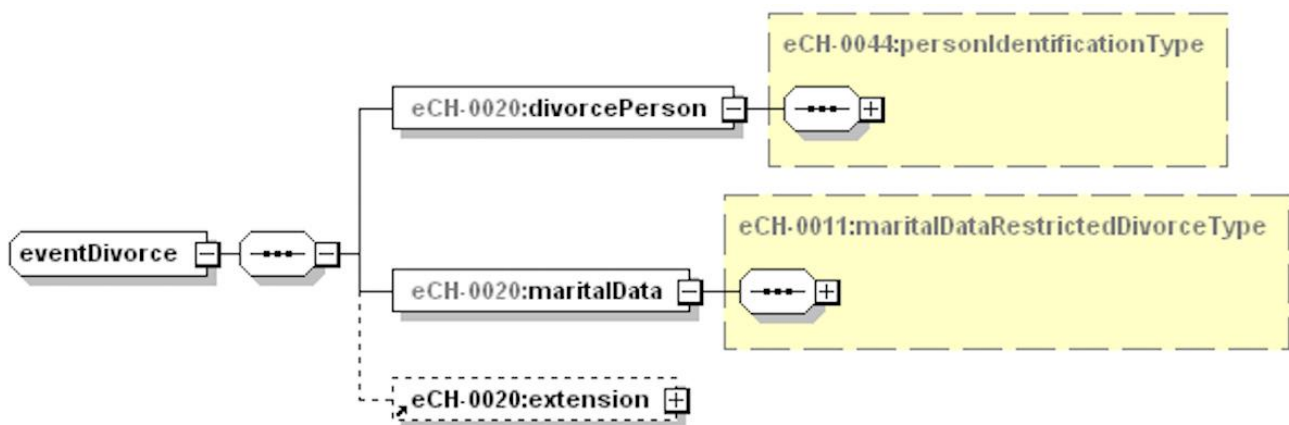 eCH-0044:personIdentificationType
eCH-0020:divorcePerson
eCH-0011:maritalDataRestrictedDivorceType
eventDivorce
eCH-0020:maritalData
eCH-0020:extension